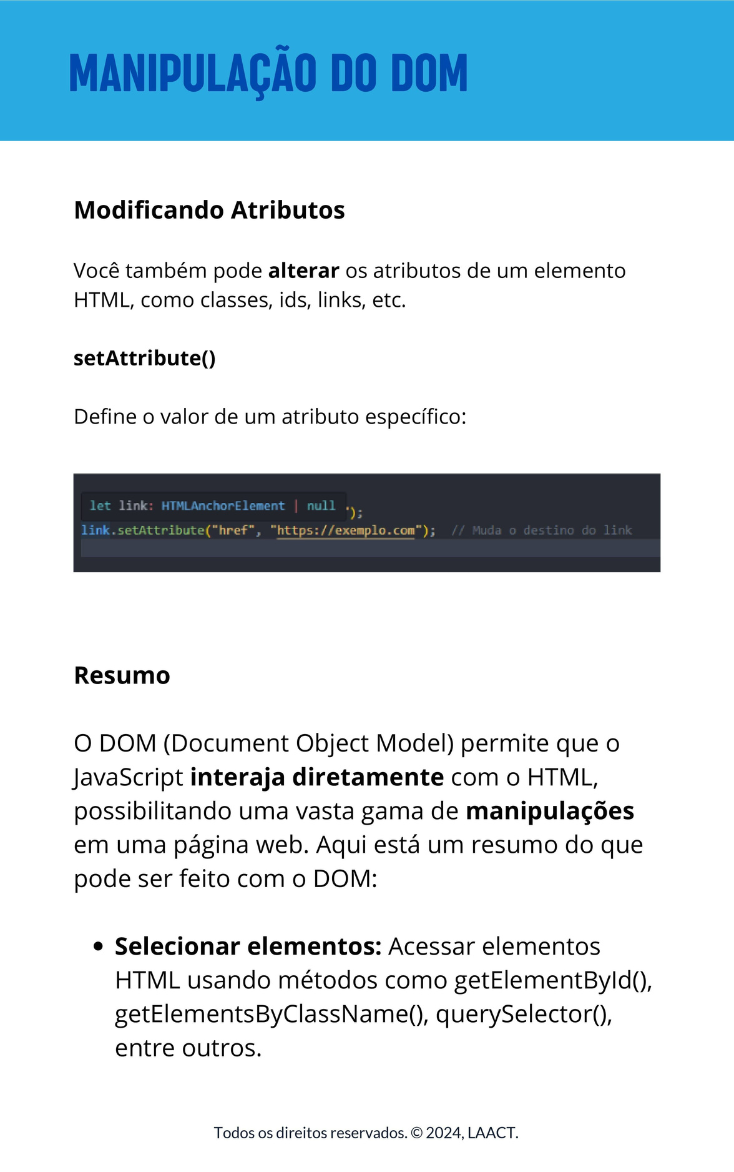 MANIPULAÇÃO DO DOM
Modificando Atributos
Você também pode alterar os atributos de um elemento
HTML, como classes, ids, links, etc.
setAttribute()
Define o valor de um atributo específico:
let link: HTMLAnchorElement | null
");
link.setAttribute("href", "https://exemplo.com");  // Muda o destino do link
Resumo
O DOM (Document Object Model) permite que o
JavaScript interaja diretamente com o HTML,
possibilitando uma vasta gama de manipulações
em uma página web. Aqui está um resumo do que
pode ser feito com o DOM:
• Selecionar elementos: Acessar elementos
HTML usando métodos como getElementById(),
getElementsByClassName(), querySelector(),
entre outros.
Todos os direitos reservados. © 2024, LAACT.